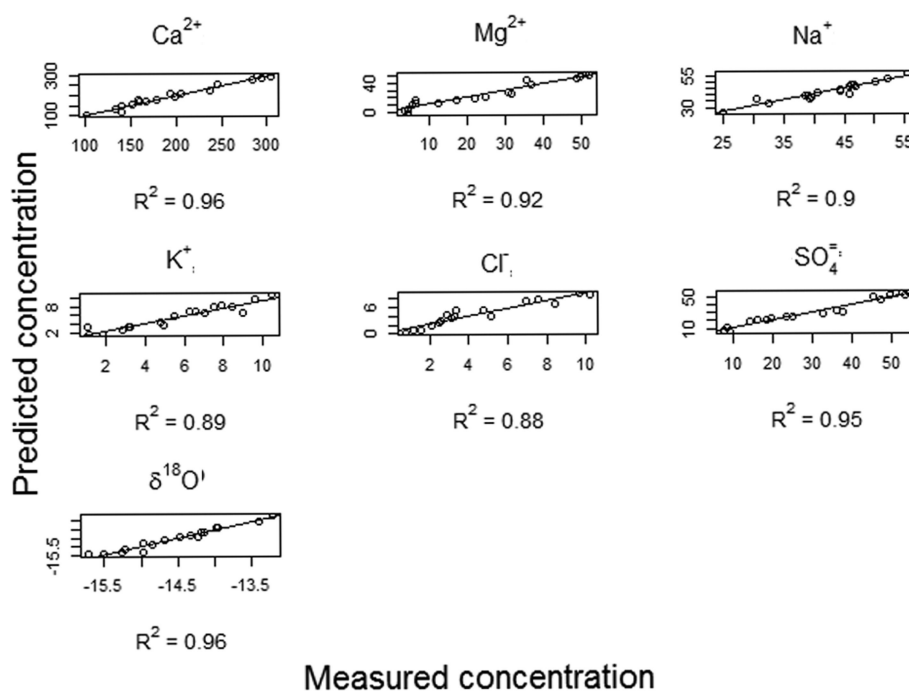 Ca²⁺ Mg²⁺ Na⁺
100 300
0 40
30 55
100 150 200 250 300
10 20 30 40 50
25 35 45 55
R² = 0.96 R² = 0.92 R² = 0.9
K⁺ Cl⁻ SO₄⁼
2 8
0 6
10 50
2 4 6 8 10
2 4 6 8 10
10 20 30 40 50
R² = 0.89 R² = 0.88 R² = 0.95
δ¹⁸O
-15.5
-15.5 -14.5 -13.5
R² = 0.96
Predicted concentration
Measured concentration